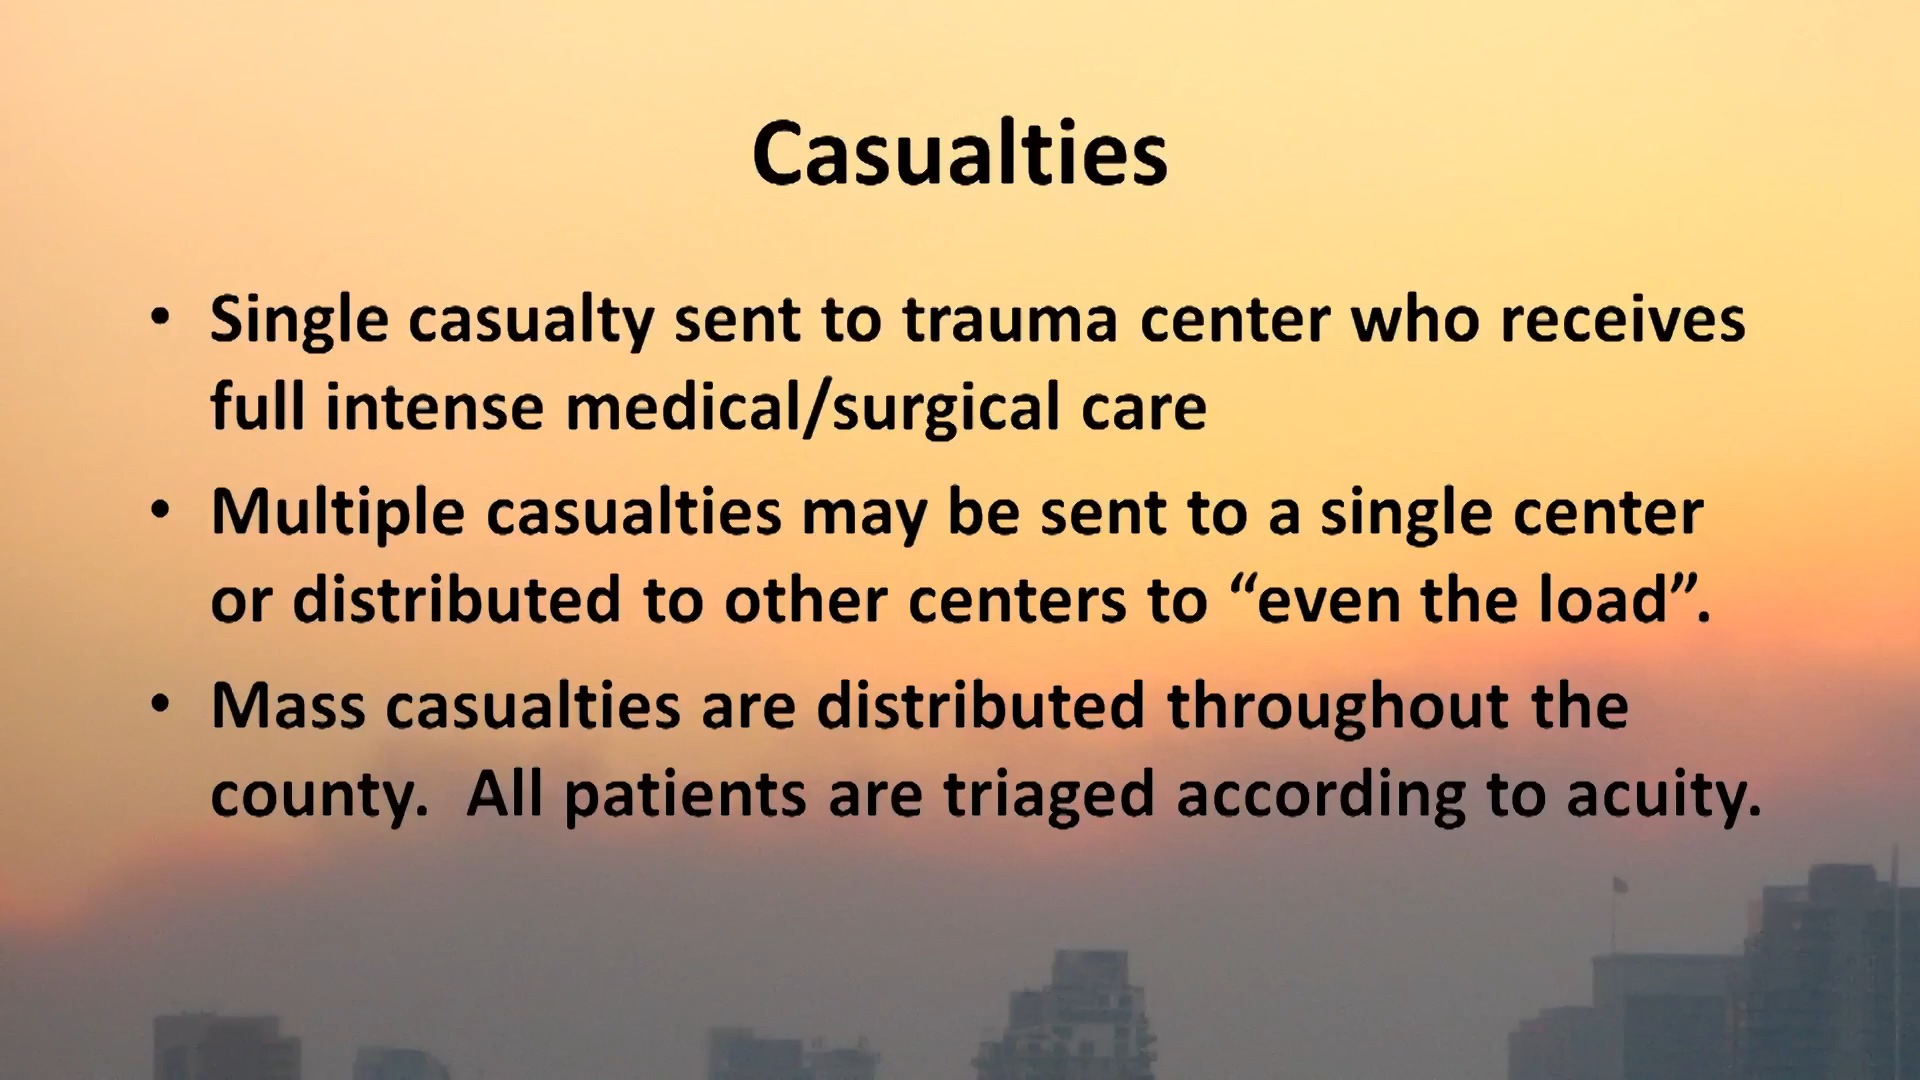 Casualties
• Single casualty sent to trauma center who receives
full intense medical/surgical care
• Multiple casualties may be sent to a single center
or distributed to other centers to “even the load”.
• Mass casualties are distributed throughout the
county.  All patients are triaged according to acuity.